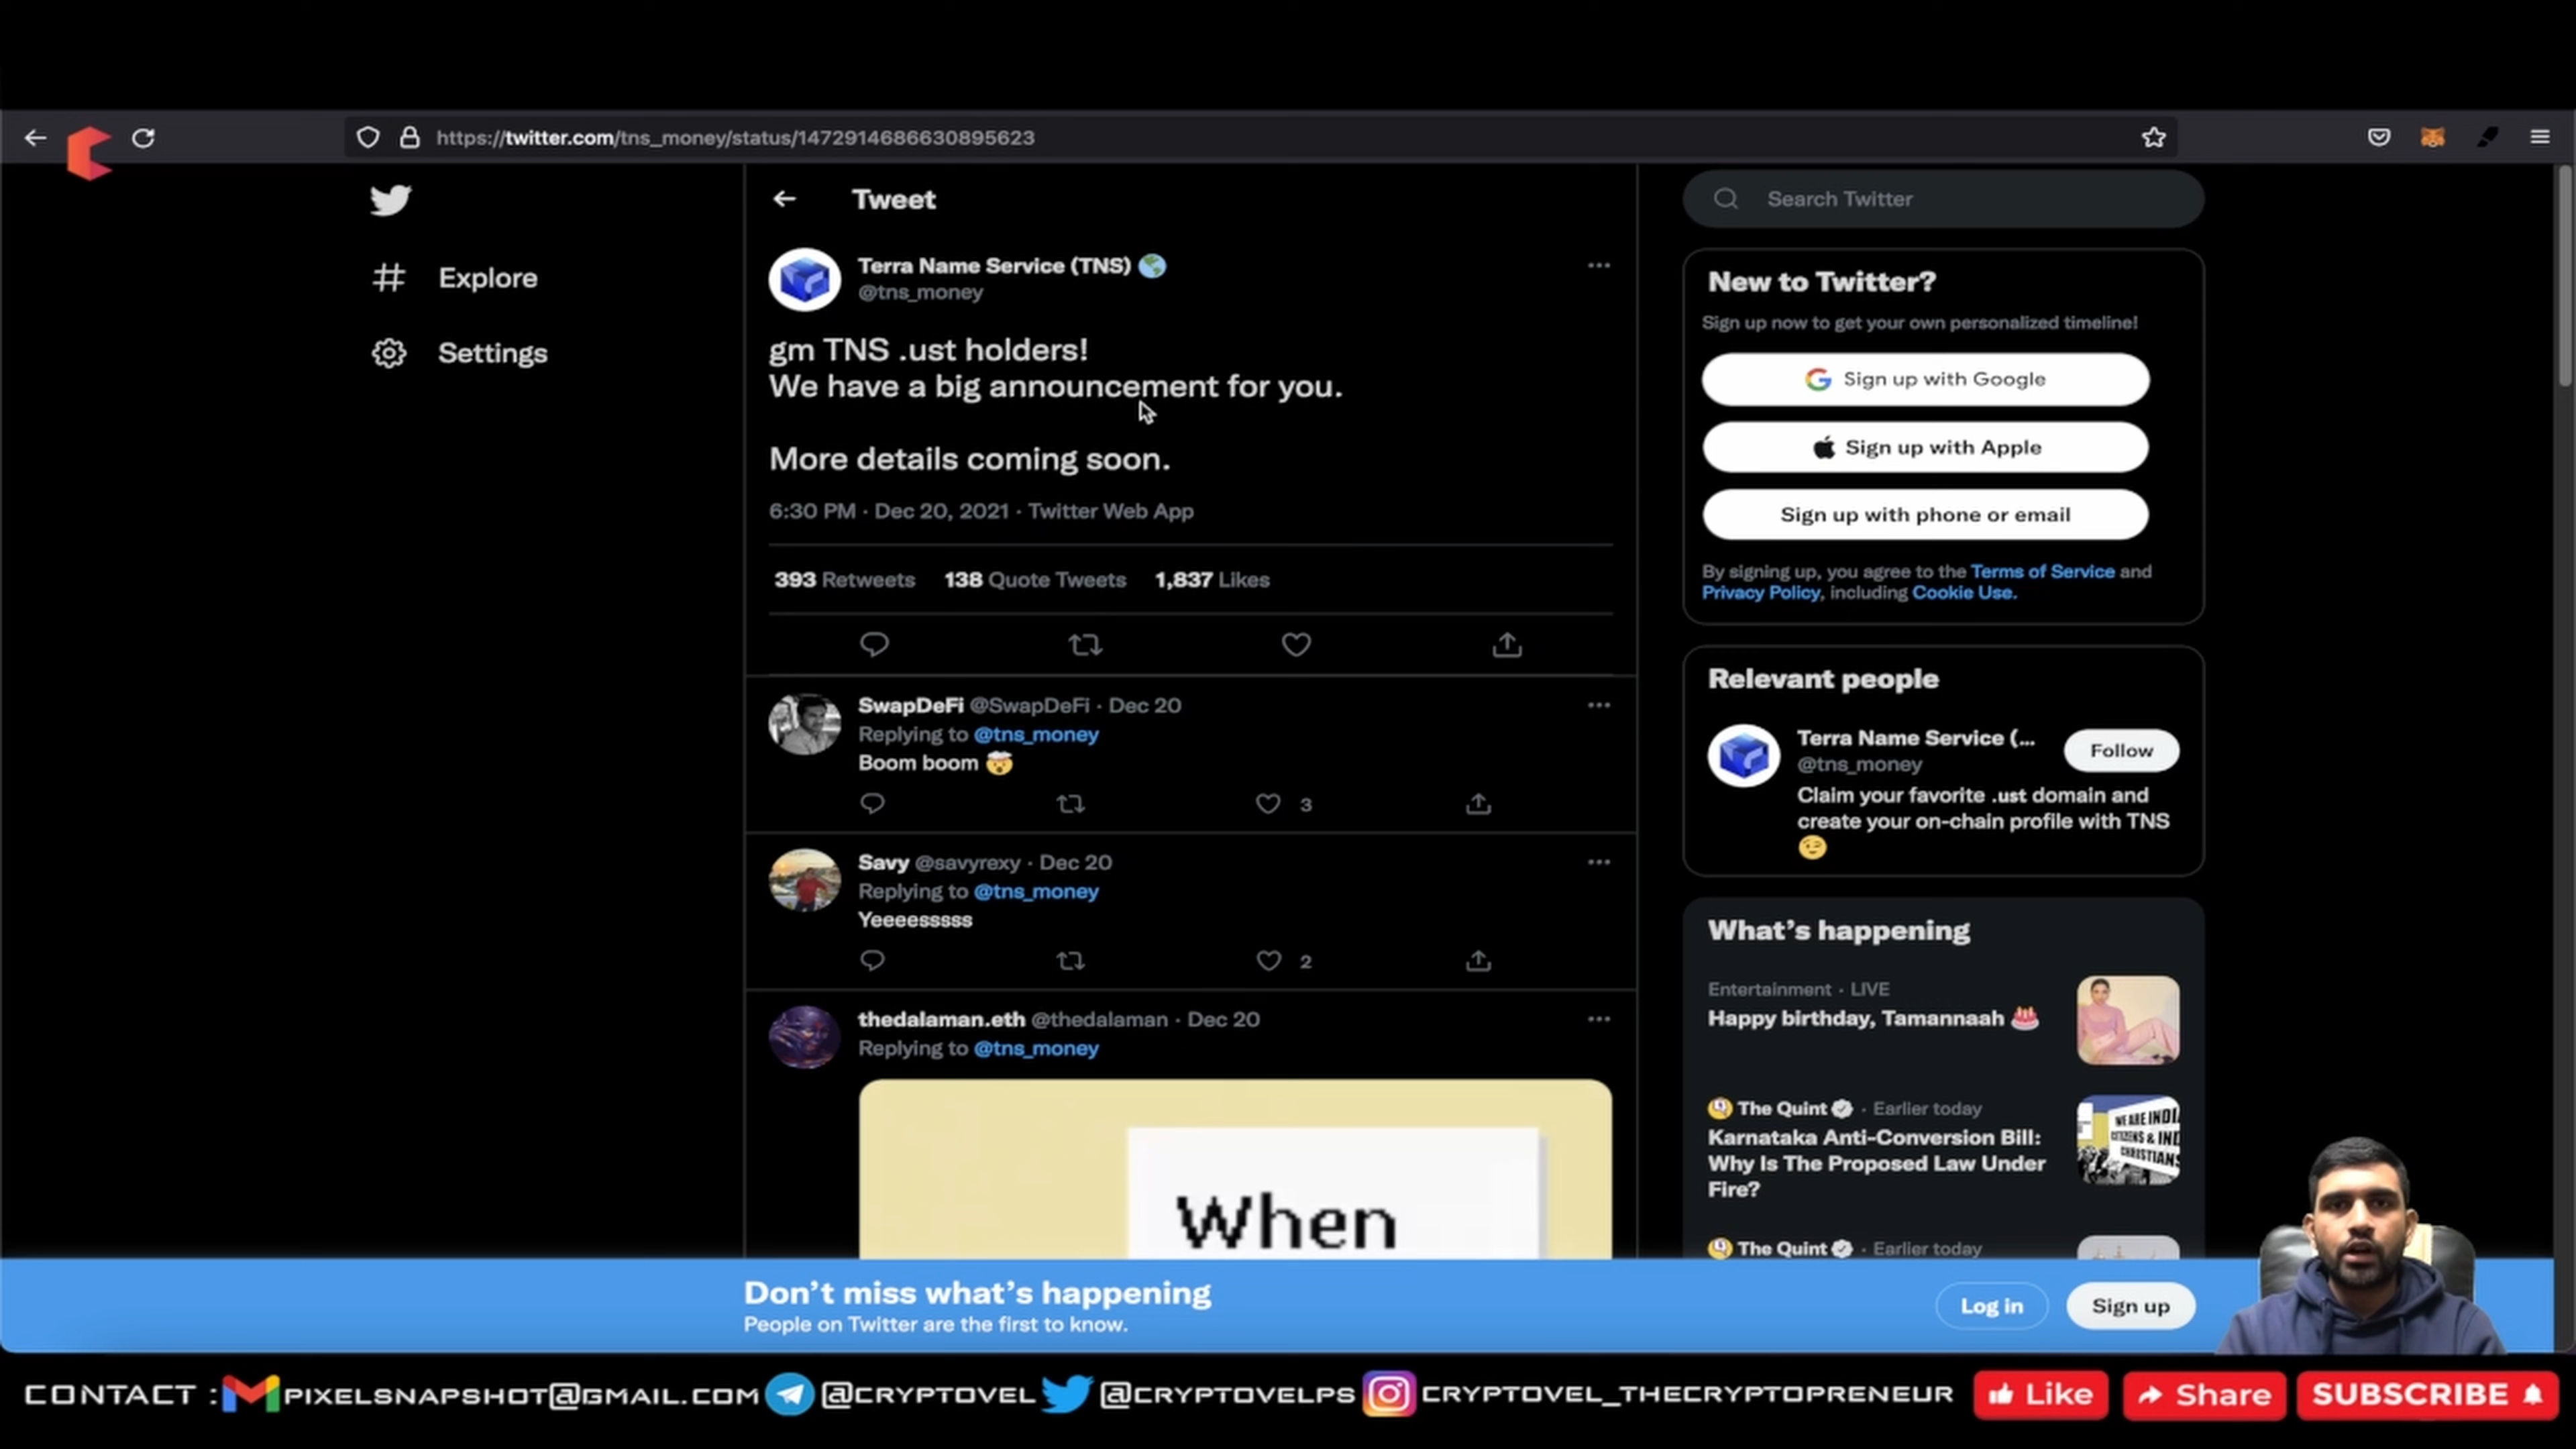 https://twitter.com/tns_money/status/1472914686630895623
Explore
Settings
Tweet
Terra Name Service (TNS) 🌎
@tns_money
gm TNS .ust holders!
We have a big announcement for you.
More details coming soon.
6:30 PM · Dec 20, 2021 · Twitter Web App
393 Retweets 138 Quote Tweets 1,837 Likes
SwapDeFi @SwapDeFi · Dec 20
Replying to @tns_money
Boom boom 🤯
3
Savy @savyrexy · Dec 20
Replying to @tns_money
Yeeeesssss
2
thedalaman.eth @thedalaman · Dec 20
Replying to @tns_money
When
Search Twitter
New to Twitter?
Sign up now to get your own personalized timeline!
Sign up with Google
Sign up with Apple
Sign up with phone or email
By signing up, you agree to the Terms of Service and
Privacy Policy, including Cookie Use.
Relevant people
Terra Name Service (...
@tns_money
Follow
Claim your favorite .ust domain and
create your on-chain profile with TNS
😉
What's happening
Entertainment · LIVE
Happy birthday, Tamannaah 🎂
The Quint · Earlier today
Karnataka Anti-Conversion Bill:
Why Is The Proposed Law Under
Fire?
WE ARE INDI
CITIZENS & IND
CHRISTIANS
The Quint · Earlier today
Don't miss what's happening
People on Twitter are the first to know.
Log in
Sign up
CONTACT : PIXELSNAPSHOT@GMAIL.COM @CRYPTOVEL @CRYPTOVELPS CRYPTOVEL_THECRYPTOPRENEUR Like Share SUBSCRIBE